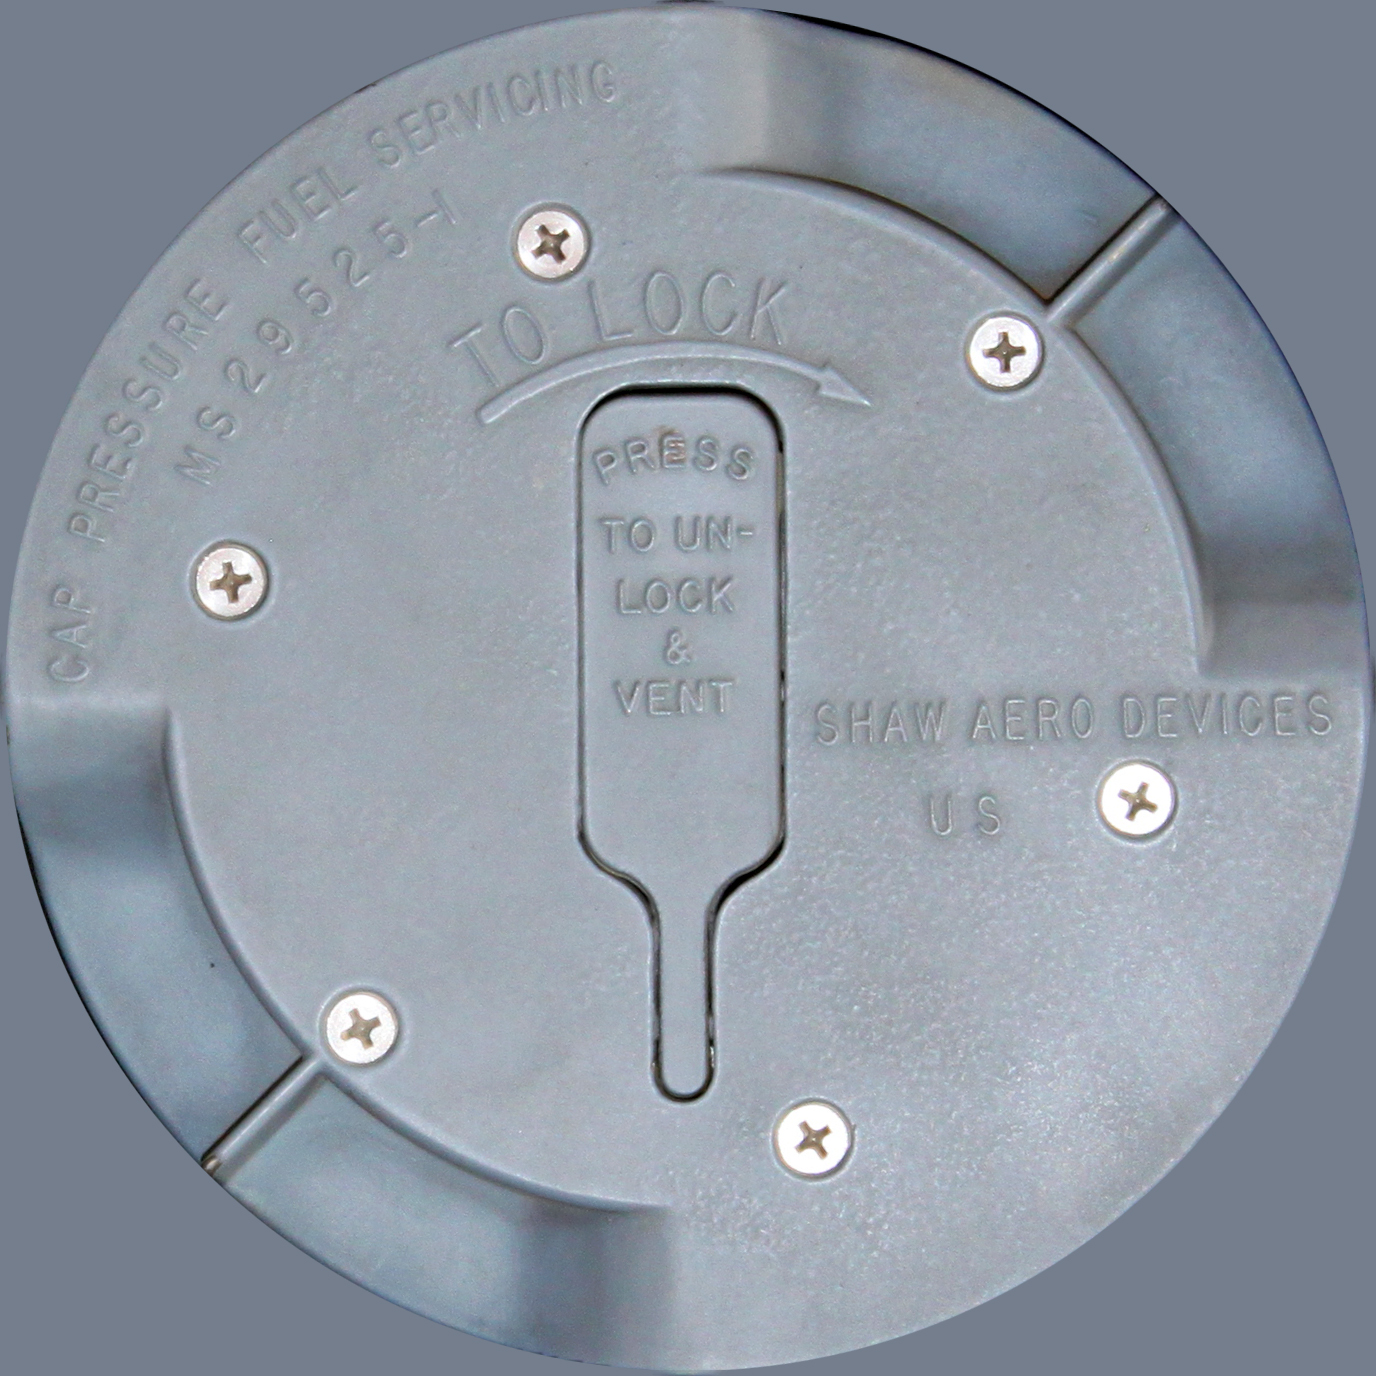 CAP PRESSURE FUEL SERVICING
MS29525-1
TO LOCK
PRESS
TO UN-
LOCK
&
VENT
SHAW AERO DEVICES
US